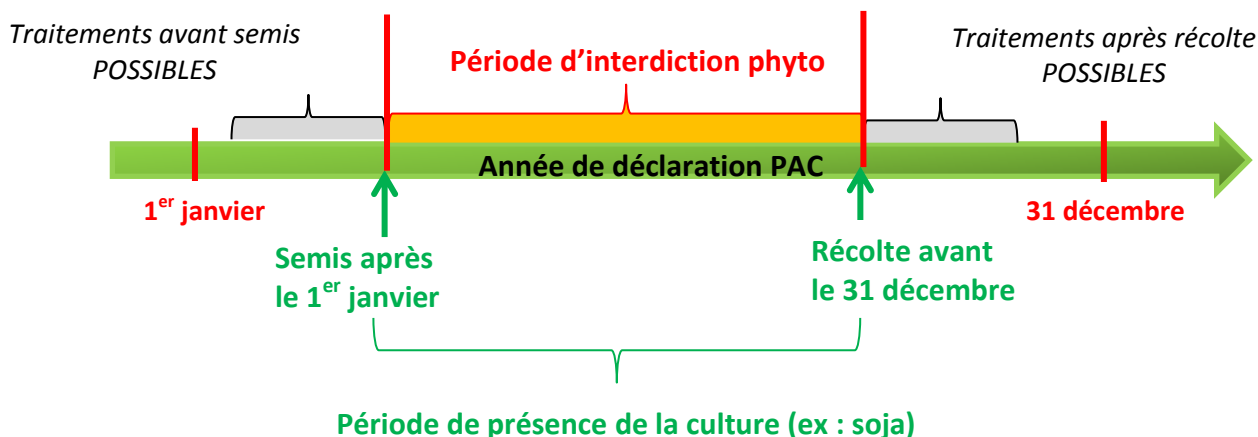 Traitements avant semis
POSSIBLES
Période d’interdiction phyto
Traitements après récolte
POSSIBLES
Année de déclaration PAC
1er janvier
31 décembre
Semis après
le 1er janvier
Récolte avant
le 31 décembre
Période de présence de la culture (ex : soja)